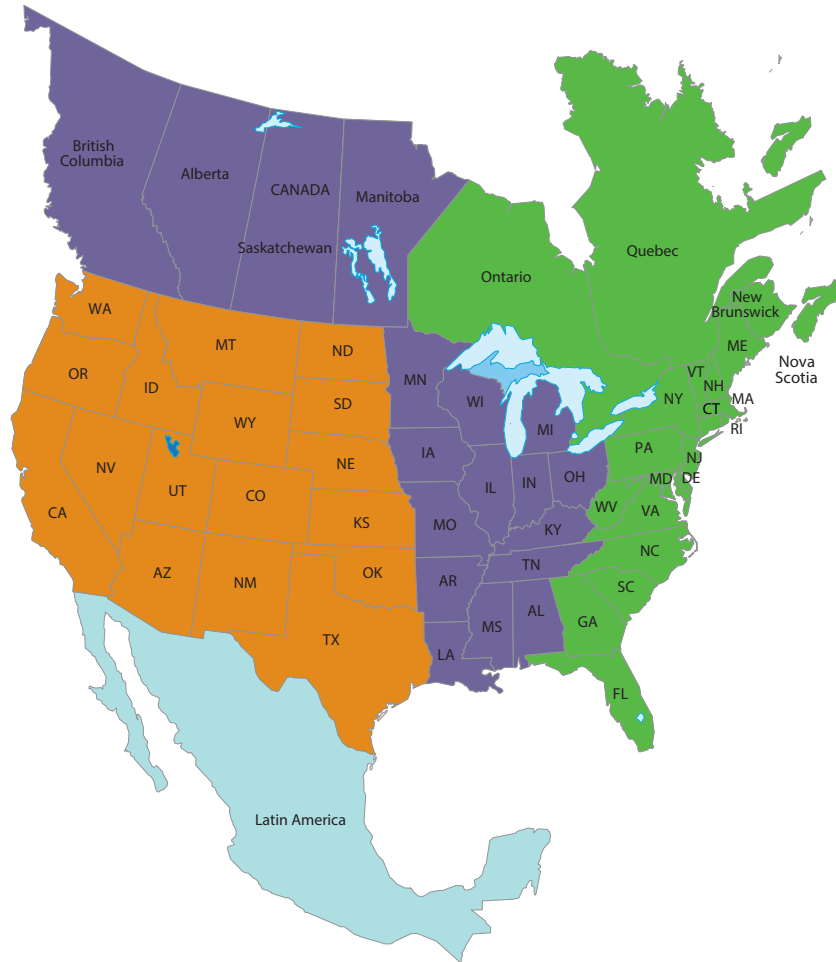 British
Columbia
Alberta
CANADA
Manitoba
Saskatchewan
Ontario
Quebec
New
Brunswick
Nova
Scotia
WA
MT
ND
MN
OR
ID
WY
SD
WI
MI
NY
VT
NH
ME
MA
CT
RI
NV
UT
CO
NE
IA
IL
IN
OH
PA
NJ
MD
DE
CA
KS
MO
KY
WV
VA
AZ
NM
OK
AR
TN
NC
SC
TX
LA
MS
AL
GA
FL
Latin America